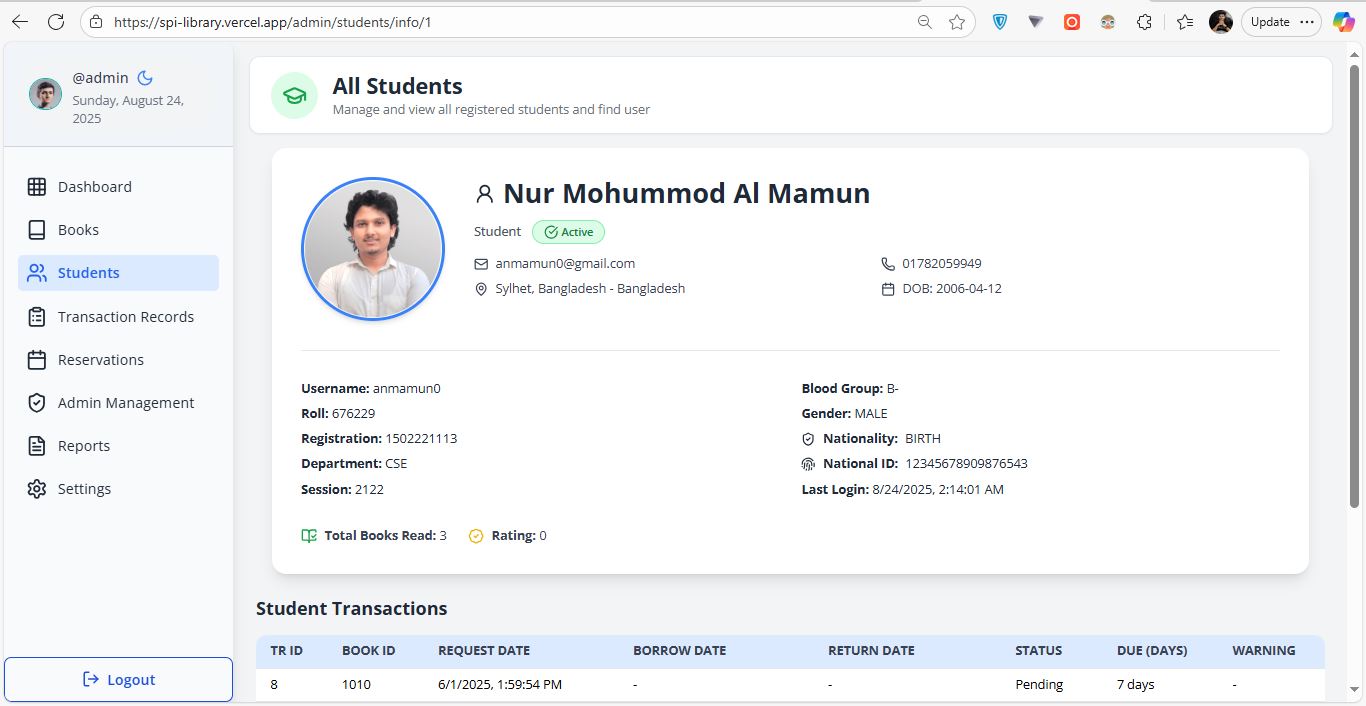 https://spi-library.vercel.app/admin/students/info/1
Update
@admin
Sunday, August 24,
2025
Dashboard
Books
Students
Transaction Records
Reservations
Admin Management
Reports
Settings
Logout
All Students
Manage and view all registered students and find user
Nur Mohummod Al Mamun
Student Active
anmamun0@gmail.com 01782059949
Sylhet, Bangladesh - Bangladesh DOB: 2006-04-12
Username: anmamun0 Blood Group: B-
Roll: 676229 Gender: MALE
Registration: 1502221113 Nationality: BIRTH
Department: CSE National ID: 12345678909876543
Session: 2122 Last Login: 8/24/2025, 2:14:01 AM
Total Books Read: 3 Rating: 0
Student Transactions
TR ID BOOK ID REQUEST DATE BORROW DATE RETURN DATE STATUS DUE (DAYS) WARNING
8 1010 6/1/2025, 1:59:54 PM - - Pending 7 days -